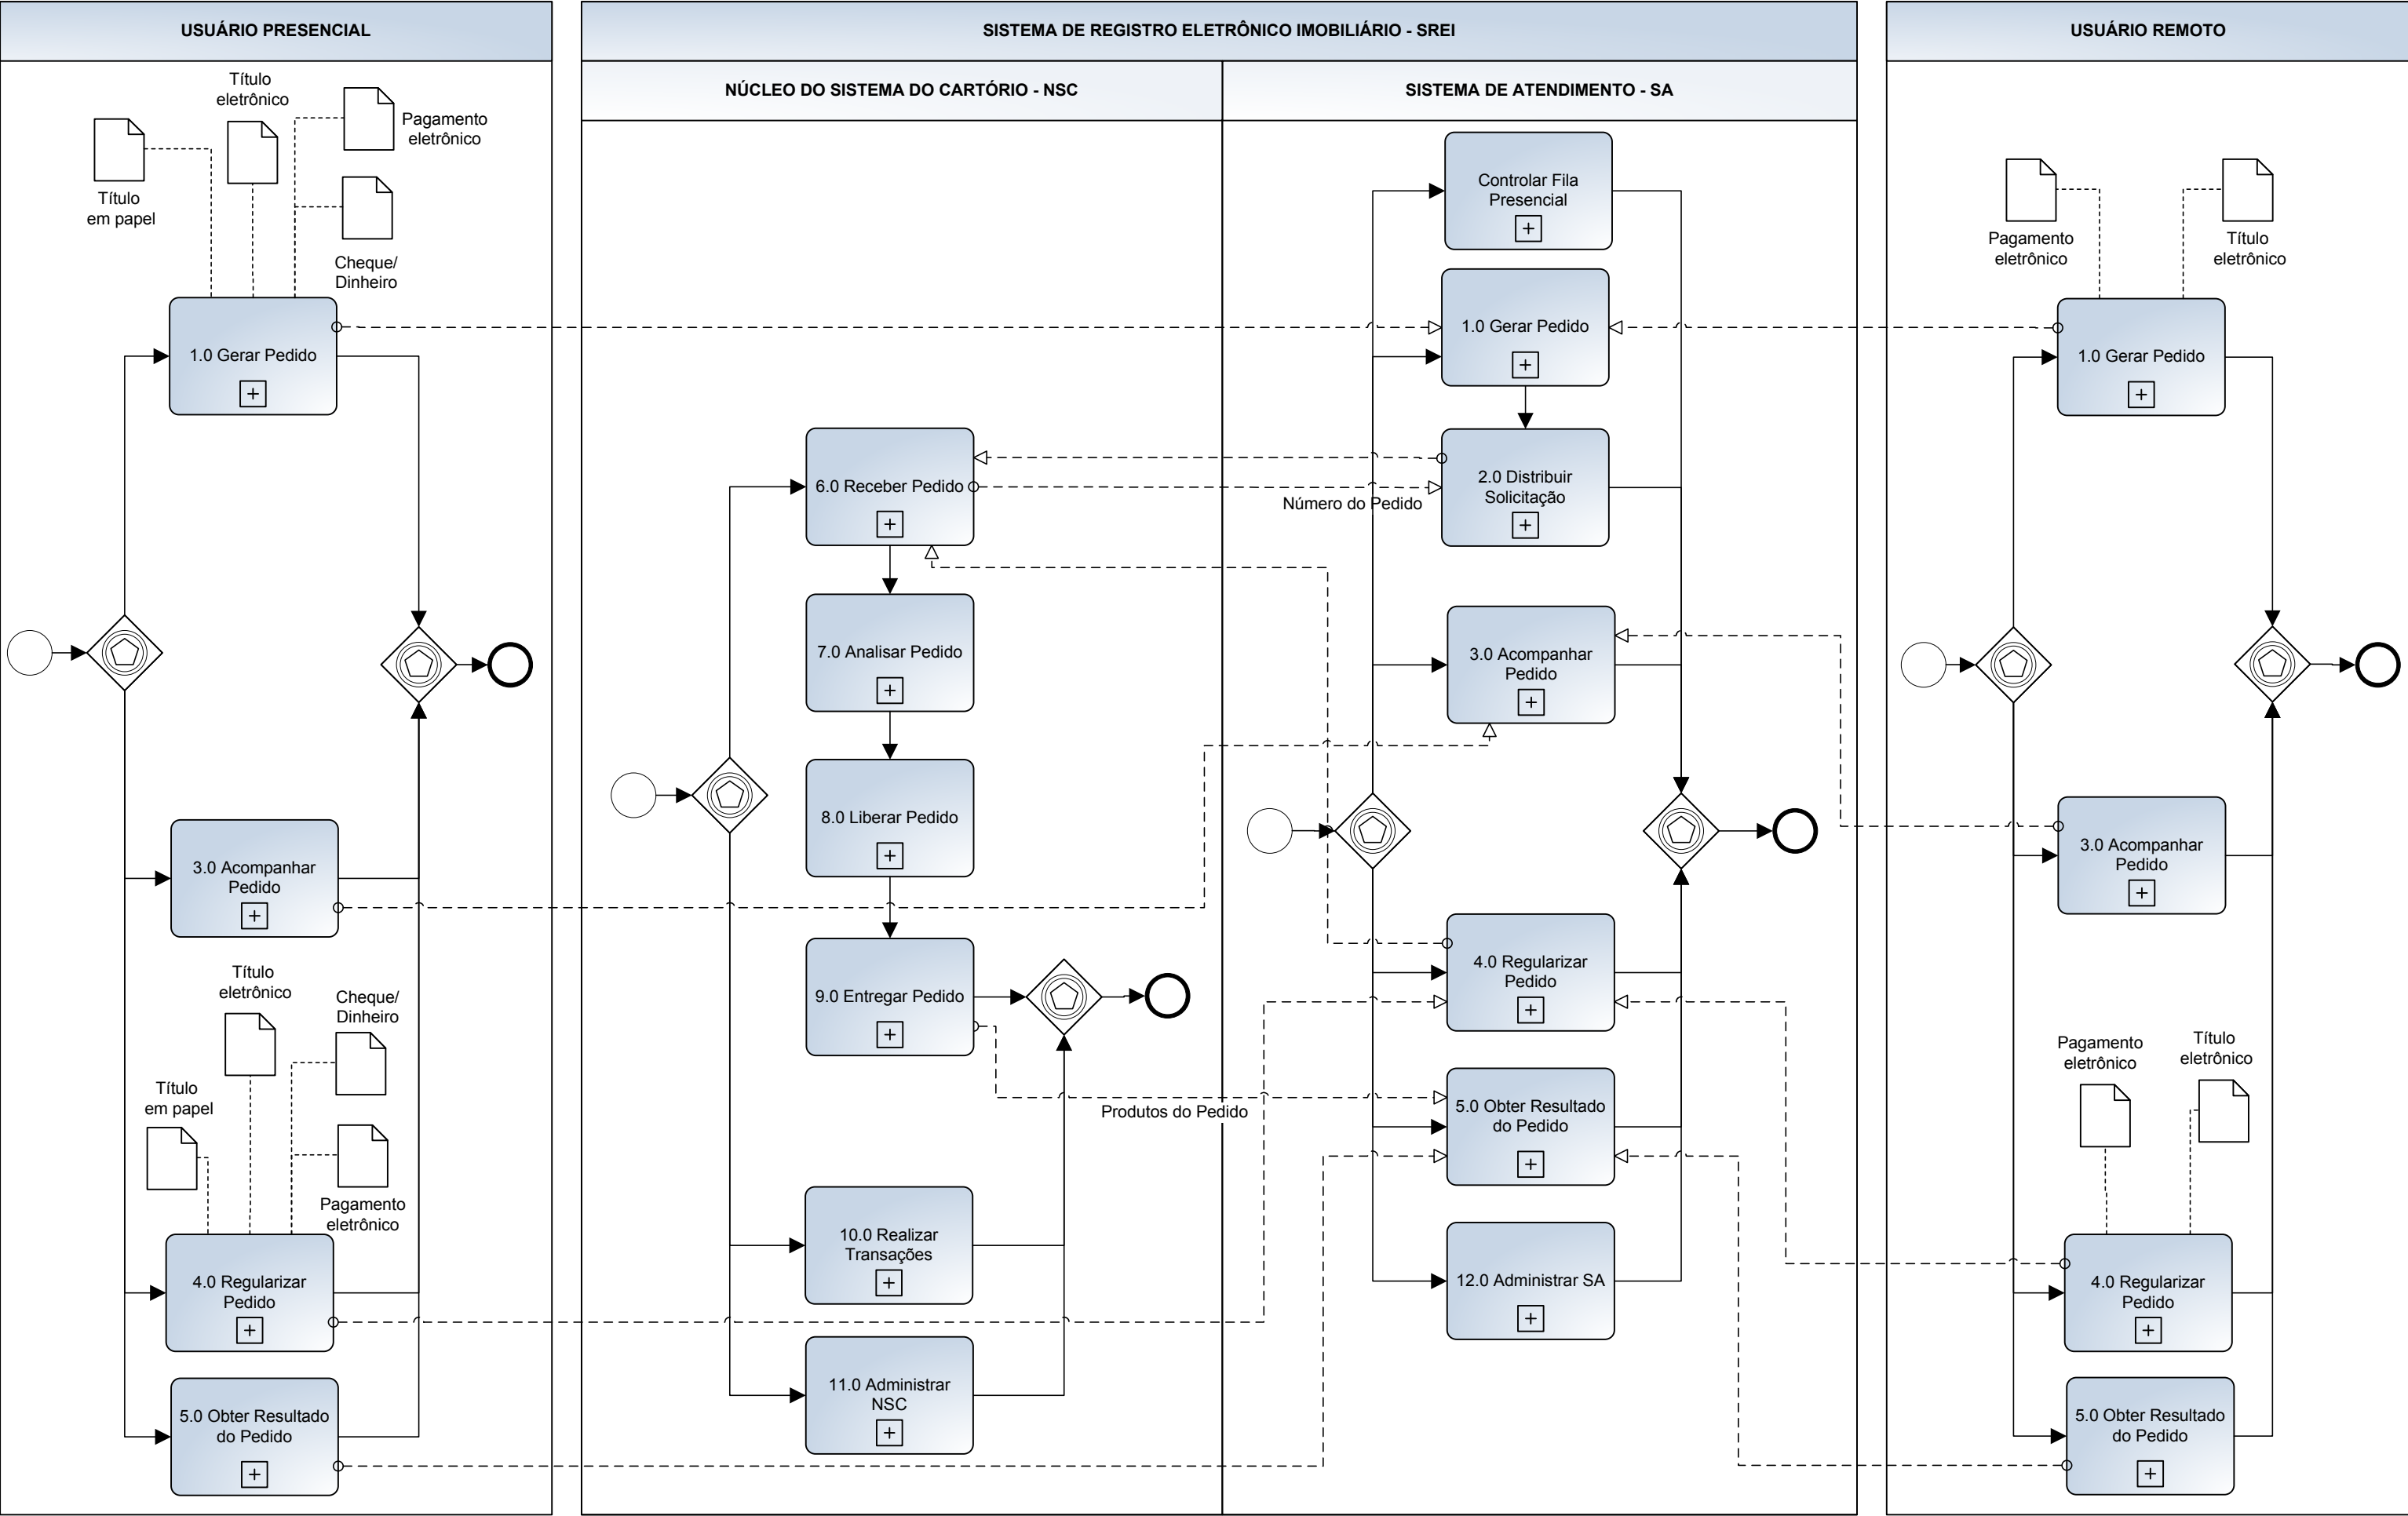 USUÁRIO PRESENCIAL
Título
eletrônico
Pagamento
eletrônico
Título
em papel
Cheque/
Dinheiro
1.0 Gerar Pedido
3.0 Acompanhar
Pedido
Título
eletrônico
Cheque/
Dinheiro
Título
em papel
Pagamento
eletrônico
4.0 Regularizar
Pedido
5.0 Obter Resultado
do Pedido
SISTEMA DE REGISTRO ELETRÔNICO IMOBILIÁRIO - SREI
NÚCLEO DO SISTEMA DO CARTÓRIO - NSC
6.0 Receber Pedido
7.0 Analisar Pedido
8.0 Liberar Pedido
9.0 Entregar Pedido
10.0 Realizar
Transações
11.0 Administrar
NSC
Número do Pedido
Produtos do Pedido
SISTEMA DE ATENDIMENTO - SA
Controlar Fila
Presencial
1.0 Gerar Pedido
2.0 Distribuir
Solicitação
3.0 Acompanhar
Pedido
4.0 Regularizar
Pedido
5.0 Obter Resultado
do Pedido
12.0 Administrar SA
USUÁRIO REMOTO
Pagamento
eletrônico
Título
eletrônico
1.0 Gerar Pedido
3.0 Acompanhar
Pedido
Pagamento
eletrônico
Título
eletrônico
4.0 Regularizar
Pedido
5.0 Obter Resultado
do Pedido